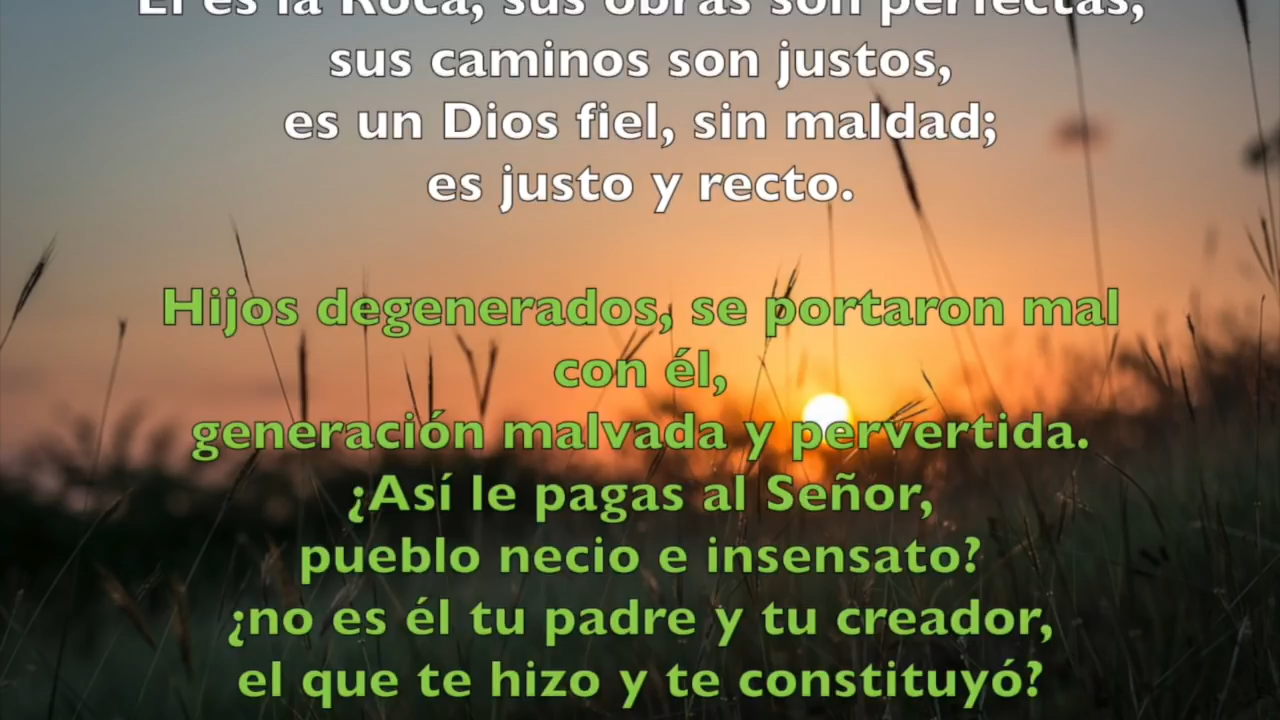 Él es la Roca, sus obras son perfectas,
sus caminos son justos,
es un Dios fiel, sin maldad;
es justo y recto.
Hijos degenerados, se portaron mal
con él,
generación malvada y pervertida.
¿Así le pagas al Señor,
pueblo necio e insensato?
¿no es él tu padre y tu creador,
el que te hizo y te constituyó?